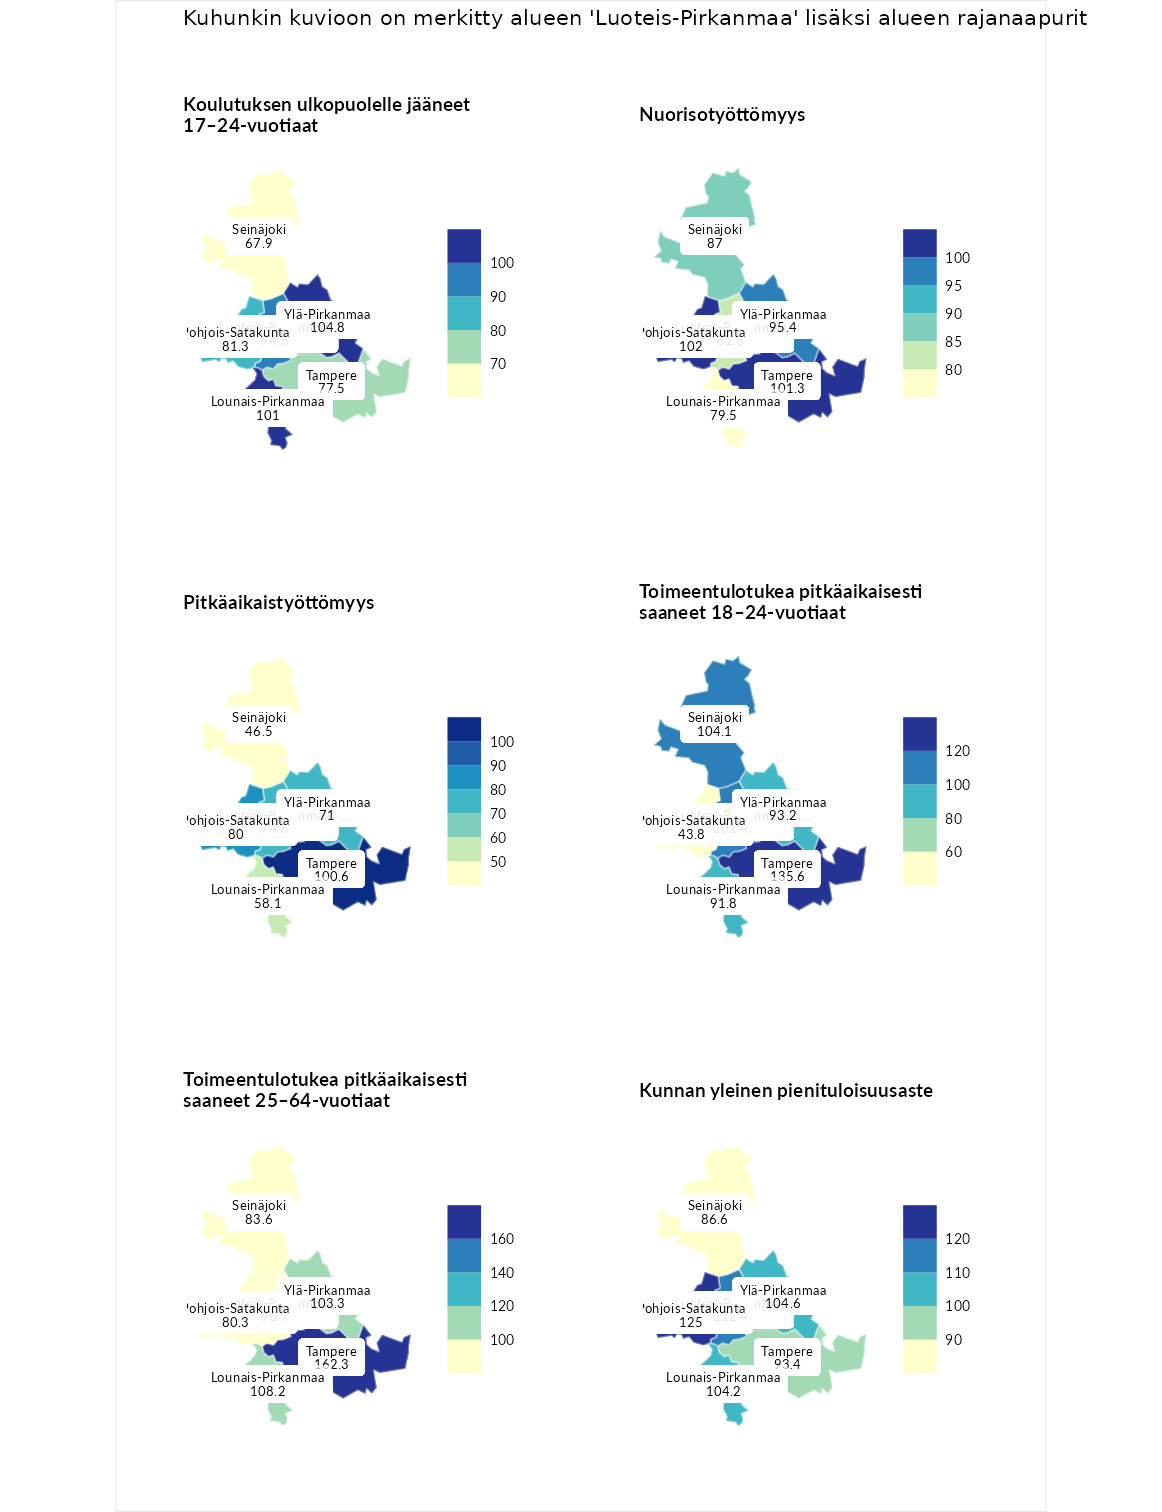 Kuhunkin kuvioon on merkitty alueen 'Luoteis-Pirkanmaa' lisäksi alueen rajanaapurit
Koulutuksen ulkopuolelle jääneet
17–24-vuotiaat
Seinäjoki
67.9
Ylä-Pirkanmaa
104.8
Pohjois-Satakunta
81.3
Tampere
77.5
Lounais-Pirkanmaa
101
100
90
80
70
Nuorisotyöttömyys
Seinäjoki
87
Ylä-Pirkanmaa
95.4
Pohjois-Satakunta
102
81.8
Tampere
101.3
Lounais-Pirkanmaa
79.5
100
95
90
85
80
Pitkäaikaistyöttömyys
Seinäjoki
46.5
Ylä-Pirkanmaa
71
Pohjois-Satakunta
80
74.8
Tampere
100.6
Lounais-Pirkanmaa
58.1
100
90
80
70
60
50
Toimeentulotukea pitkäaikaisesti
saaneet 18–24-vuotiaat
Seinäjoki
104.1
Ylä-Pirkanmaa
93.2
Pohjois-Satakunta
43.8
101.4
Tampere
135.6
Lounais-Pirkanmaa
91.8
120
100
80
60
Toimeentulotukea pitkäaikaisesti
saaneet 25–64-vuotiaat
Seinäjoki
83.6
Ylä-Pirkanmaa
103.3
Pohjois-Satakunta
80.3
Tampere
162.3
Lounais-Pirkanmaa
108.2
160
140
120
100
Kunnan yleinen pienituloisuusaste
Seinäjoki
86.6
Ylä-Pirkanmaa
104.6
Pohjois-Satakunta
125
112.4
Tampere
93.4
Lounais-Pirkanmaa
104.2
120
110
100
90